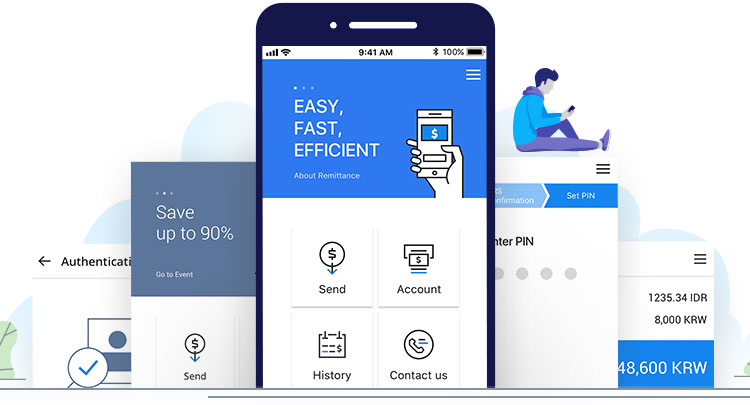 9:41 AM
100%
EASY,
FAST,
EFFICIENT
About Remittance
Send
Account
History
Contact us
Save
up to 90%
Go to Event
Send
Authenticati
Set PIN
nter PIN
1235.34 IDR
8,000 KRW
48,600 KRW
$